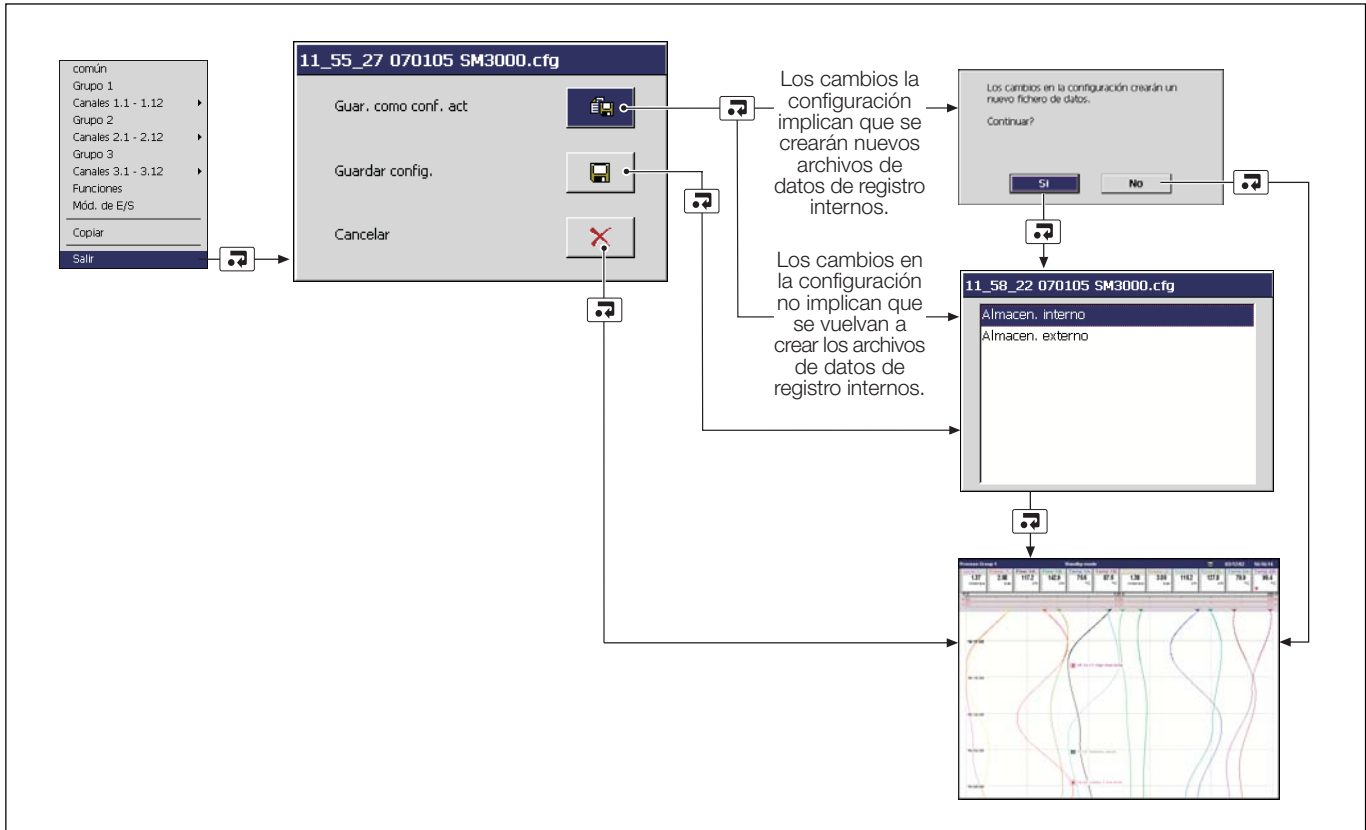 común
Grupo 1
Canales 1.1 - 1.12
Grupo 2
Canales 2.1 - 2.12
Grupo 3
Canales 3.1 - 3.12
Funciones
Mód. de E/S
Copiar
Salir
11_55_27 070105 SM3000.cfg
Guar. como conf. act
Guardar config.
Cancelar
Los cambios la
configuración
implican que se
crearán nuevos
archivos de
datos de registro
internos.
Los cambios en la configuración crearán un
nuevo fichero de datos.
Continuar?
SI
No
Los cambios en
la configuración
no implican que
se vuelvan a
crear los archivos
de datos de
registro internos.
11_58_22 070105 SM3000.cfg
Almacen. interno
Almacen. externo
Process Group 1
Standby mode